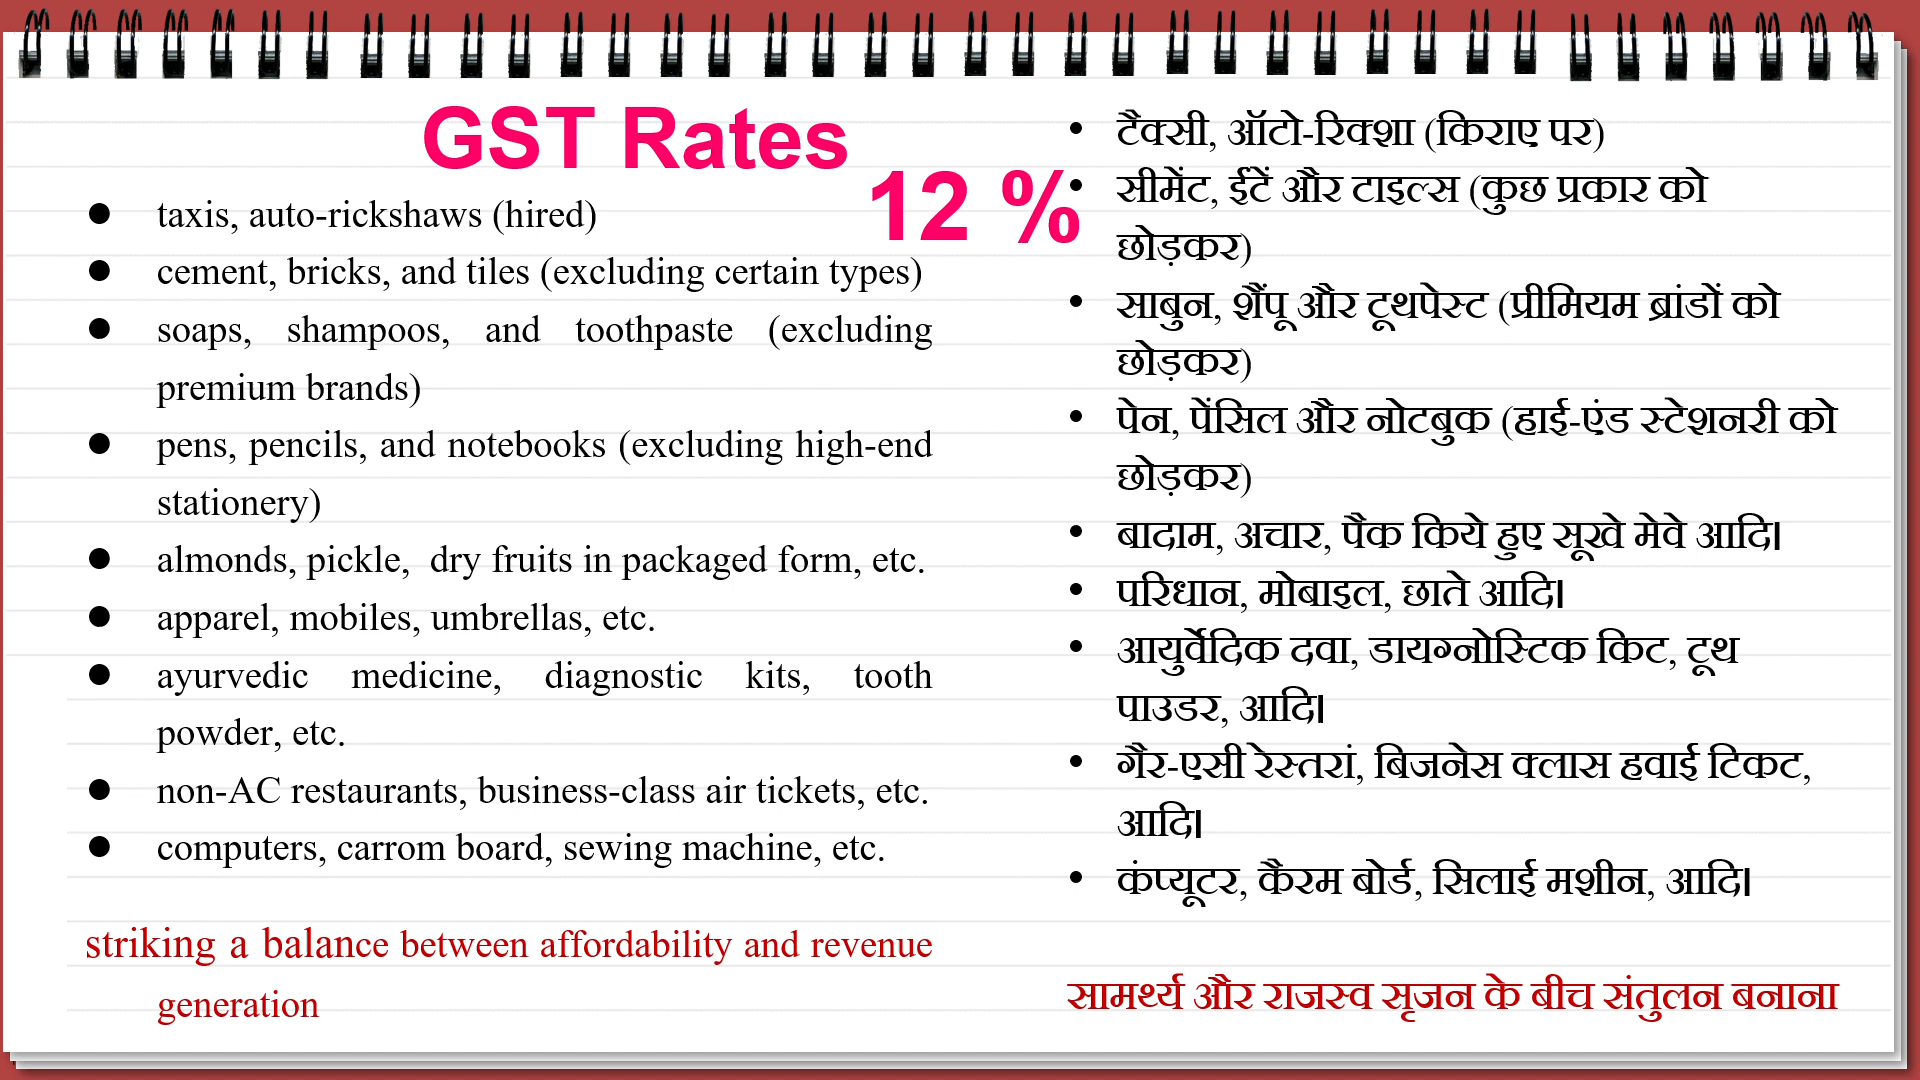 GST Rates
12 %
taxis, auto-rickshaws (hired)
cement, bricks, and tiles (excluding certain types)
soaps, shampoos, and toothpaste (excluding
premium brands)
pens, pencils, and notebooks (excluding high-end
stationery)
almonds, pickle, dry fruits in packaged form, etc.
apparel, mobiles, umbrellas, etc.
ayurvedic medicine, diagnostic kits, tooth
powder, etc.
non-AC restaurants, business-class air tickets, etc.
computers, carrom board, sewing machine, etc.
striking a balance between affordability and revenue
generation
टैक्सी, ऑटो-रिक्शा (किराए पर)
सीमेंट, ईंटें और टाइल्स (कुछ प्रकार को
छोड़कर)
साबुन, शैंपू और टूथपेस्ट (प्रीमियम ब्रांडों को
छोड़कर)
पेन, पेंसिल और नोटबुक (हाई-एंड स्टेशनरी को
छोड़कर)
बादाम, अचार, पैक किये हुए सूखे मेवे आदि।
परिधान, मोबाइल, छाते आदि।
आयुर्वेदिक दवा, डायग्नोस्टिक किट, टूथ
पाउडर, आदि।
गैर-एसी रेस्तरां, बिजनेस क्लास हवाई टिकट,
आदि।
कंप्यूटर, कैरम बोर्ड, सिलाई मशीन, आदि।
सामर्थ्य और राजस्व सृजन के बीच संतुलन बनाना